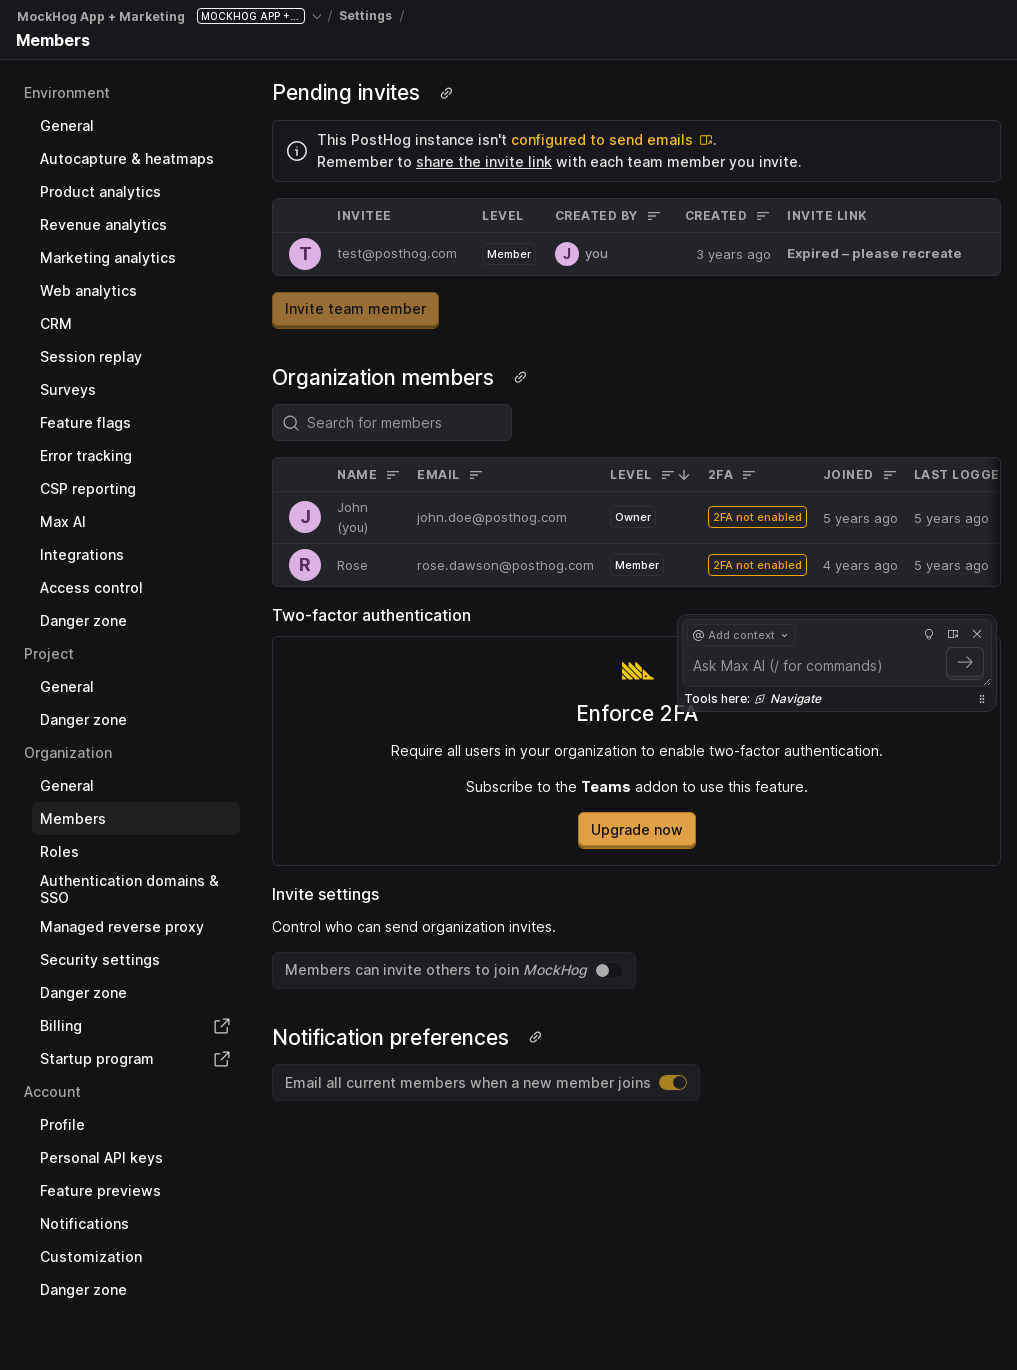 MockHog App + Marketing MOCKHOG APP +... / Settings /
Members
Environment
General
Autocapture & heatmaps
Product analytics
Revenue analytics
Marketing analytics
Web analytics
CRM
Session replay
Surveys
Feature flags
Error tracking
CSP reporting
Max AI
Integrations
Access control
Danger zone
Project
General
Danger zone
Organization
General
Members
Roles
Authentication domains &
SSO
Managed reverse proxy
Security settings
Danger zone
Billing
Startup program
Account
Profile
Personal API keys
Feature previews
Notifications
Customization
Danger zone
Pending invites
This PostHog instance isn't configured to send emails.
Remember to share the invite link with each team member you invite.
INVITEE LEVEL CREATED BY CREATED INVITE LINK
T test@posthog.com Member J you 3 years ago Expired – please recreate
Invite team member
Organization members
Search for members
NAME EMAIL LEVEL 2FA JOINED LAST LOGGE
J John (you) john.doe@posthog.com Owner 2FA not enabled 5 years ago 5 years ago
R Rose rose.dawson@posthog.com Member 2FA not enabled 4 years ago 5 years ago
Two-factor authentication
@ Add context
Ask Max AI (/ for commands)
Tools here: Navigate
Enforce 2FA
Require all users in your organization to enable two-factor authentication.
Subscribe to the Teams addon to use this feature.
Upgrade now
Invite settings
Control who can send organization invites.
Members can invite others to join MockHog
Notification preferences
Email all current members when a new member joins